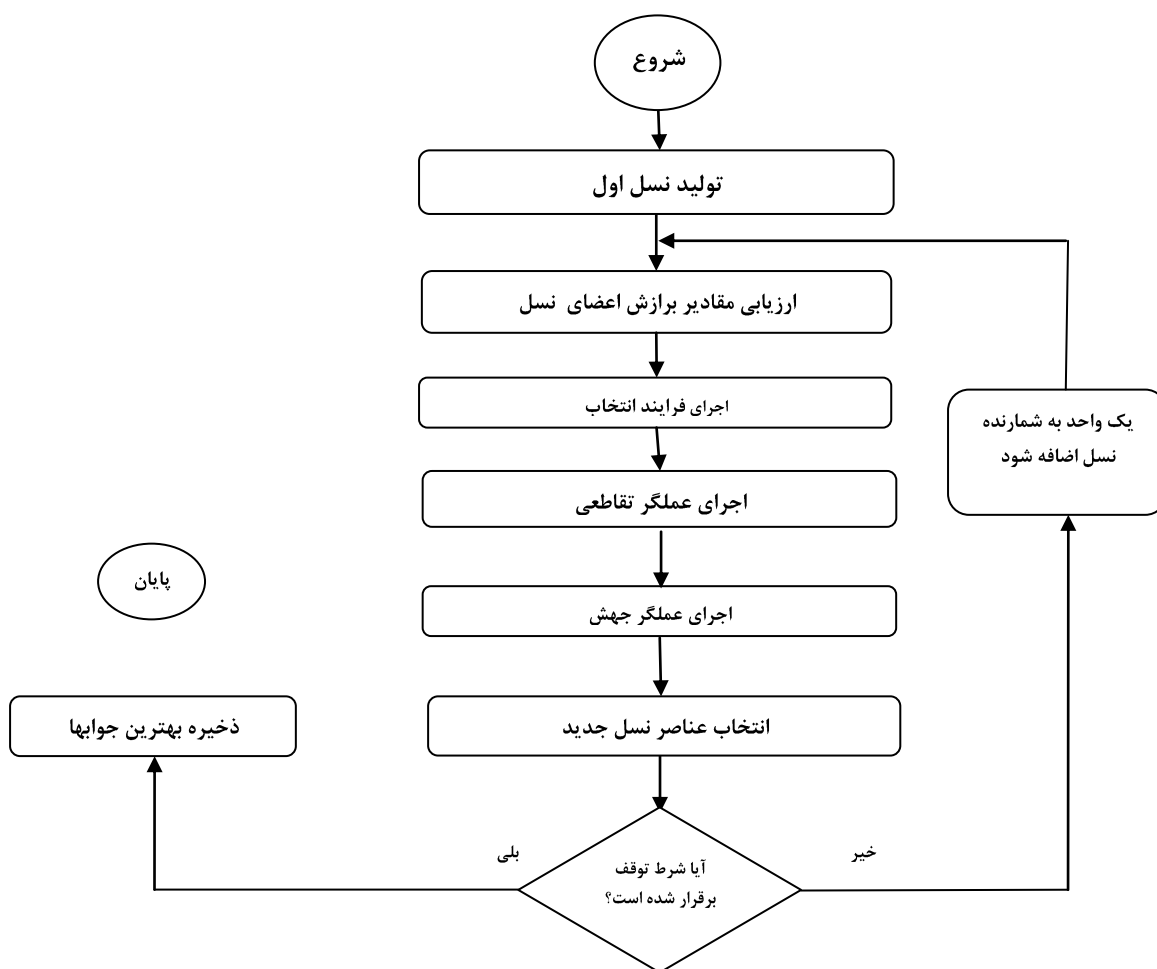 شروع
تولید نسل اول
ارزیابی مقادیر برازش اعضای نسل
اجرای فرایند انتخاب
یک واحد به شمارنده
نسل اضافه شود
اجرای عملگر تقاطعی
پایان
اجرای عملگر جهش
انتخاب عناصر نسل جدید
ذخیره بهترین جوابها
خیر
بلی
آیا شرط توقف
برقرار شده است؟